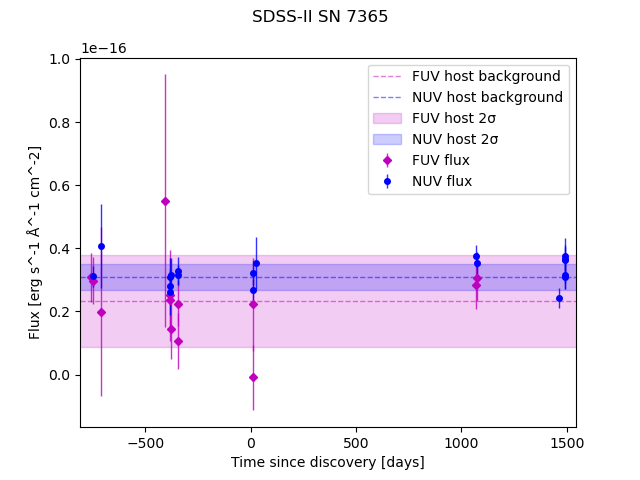 SDSS-II SN 7365
1e−16
FUV host background
NUV host background
FUV host 2σ
NUV host 2σ
FUV flux
NUV flux
1.0
0.8
0.6
0.4
0.2
0.0
Flux [erg s^-1 Å^-1 cm^-2]
−500
0
500
1000
1500
Time since discovery [days]